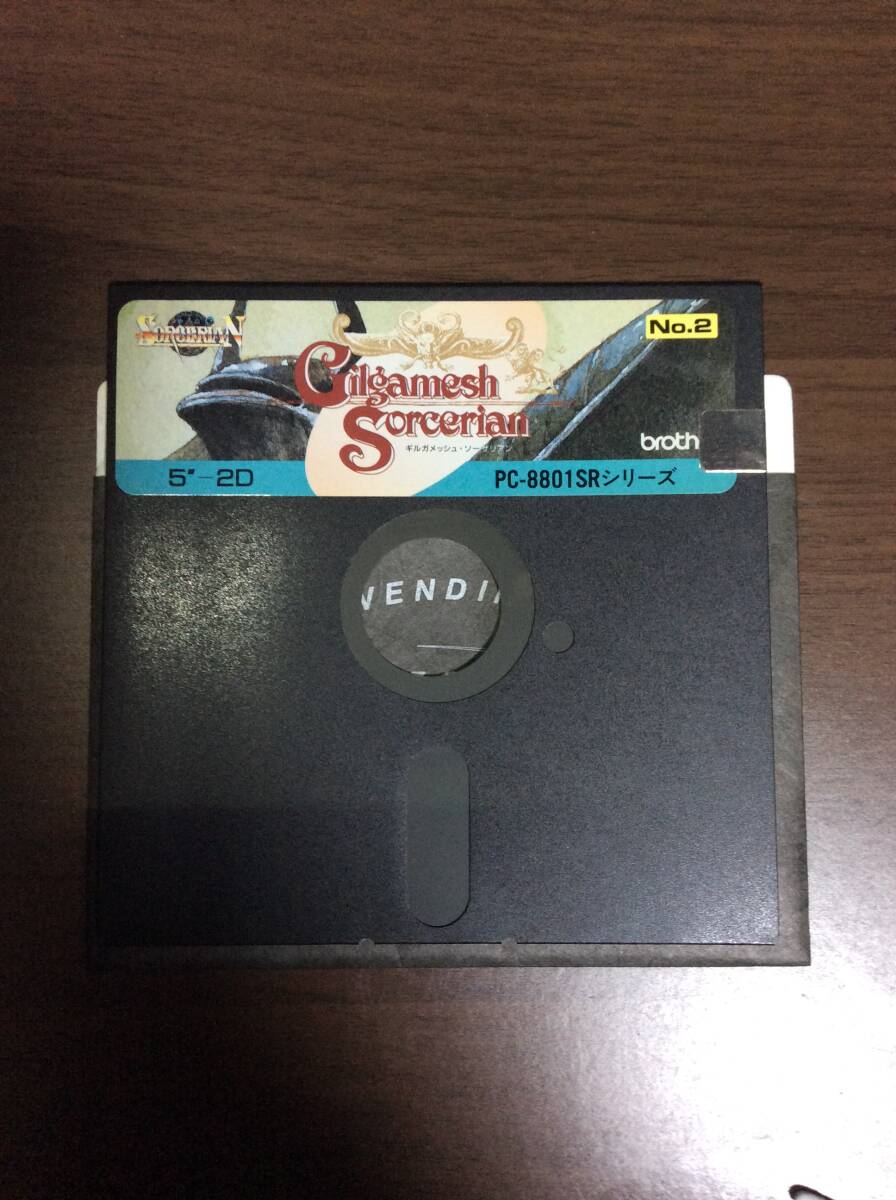 SORCERIAN
No.2
Gilgamesh
Sorcerian
ギルガメッシュ・ソーサリアン
broth
5"-2D
PC-8801SRシリーズ
VENDI